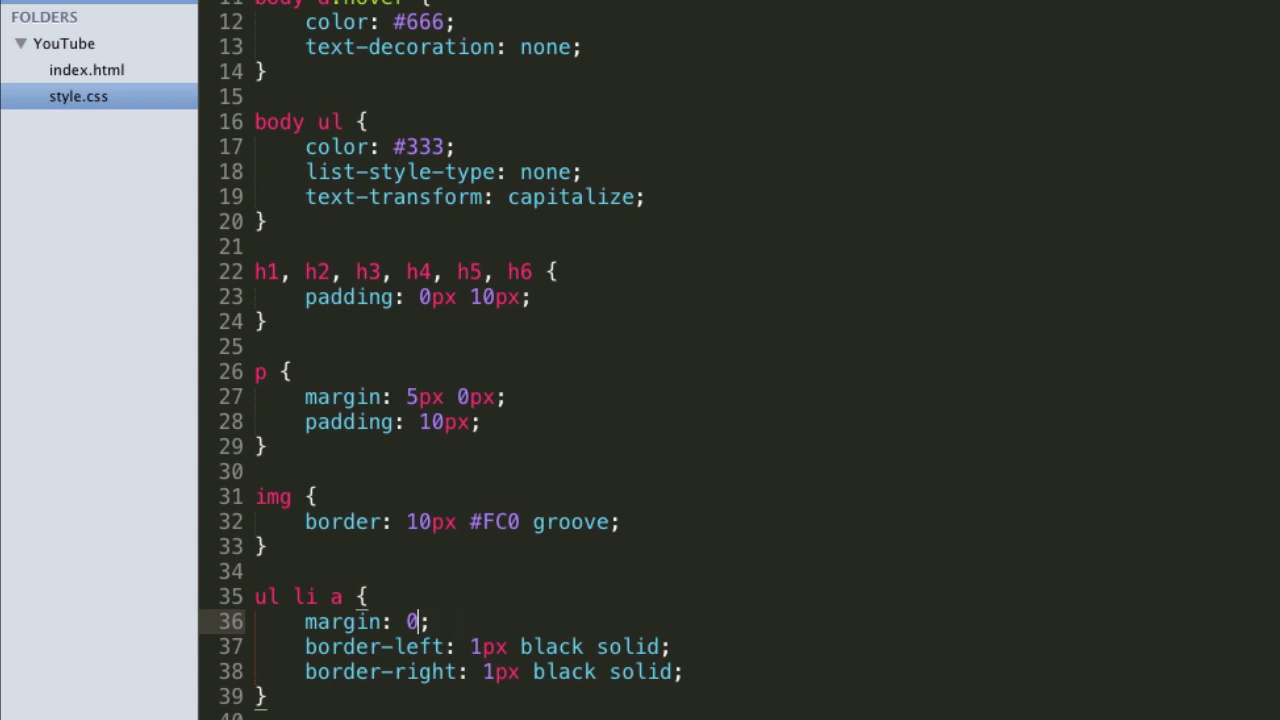 FOLDERS
YouTube
index.html
style.css
11 body a:hover {
12 color: #666;
13 text-decoration: none;
14 }
15
16 body ul {
17 color: #333;
18 list-style-type: none;
19 text-transform: capitalize;
20 }
21
22 h1, h2, h3, h4, h5, h6 {
23 padding: 0px 10px;
24 }
25
26 p {
27 margin: 5px 0px;
28 padding: 10px;
29 }
30
31 img {
32 border: 10px #FC0 groove;
33 }
34
35 ul li a {
36 margin: 0;
37 border-left: 1px black solid;
38 border-right: 1px black solid;
39 }
40